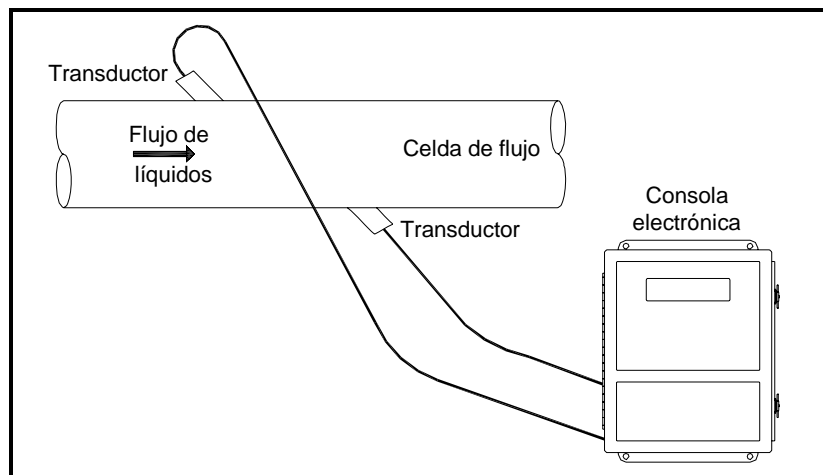 Transductor
Flujo de
líquidos
Celda de flujo
Transductor
Consola
electrónica